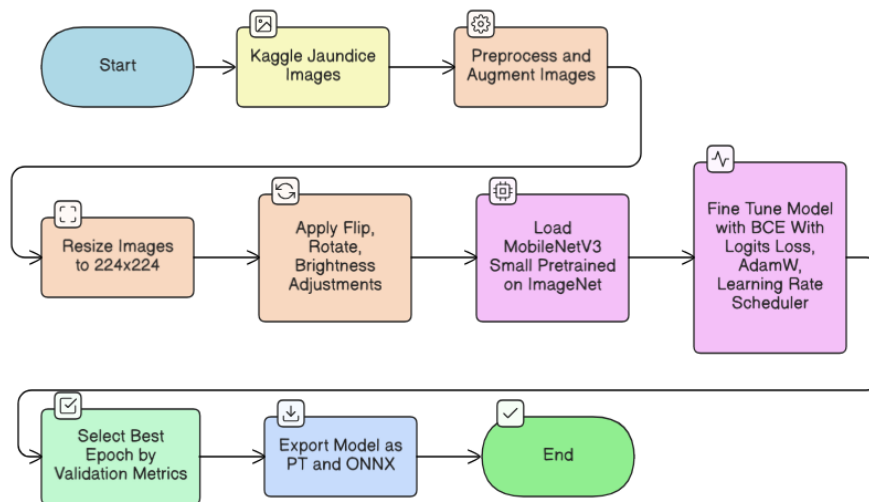 Start
Kaggle Jaundice
Images
Preprocess and
Augment Images
Resize Images
to 224x224
Apply Flip,
Rotate,
Brightness
Adjustments
Load
MobileNetV3
Small Pretrained
on ImageNet
Fine Tune Model
with BCE With
Logits Loss,
AdamW,
Learning Rate
Scheduler
Select Best
Epoch by
Validation Metrics
Export Model as
PT and ONNX
End